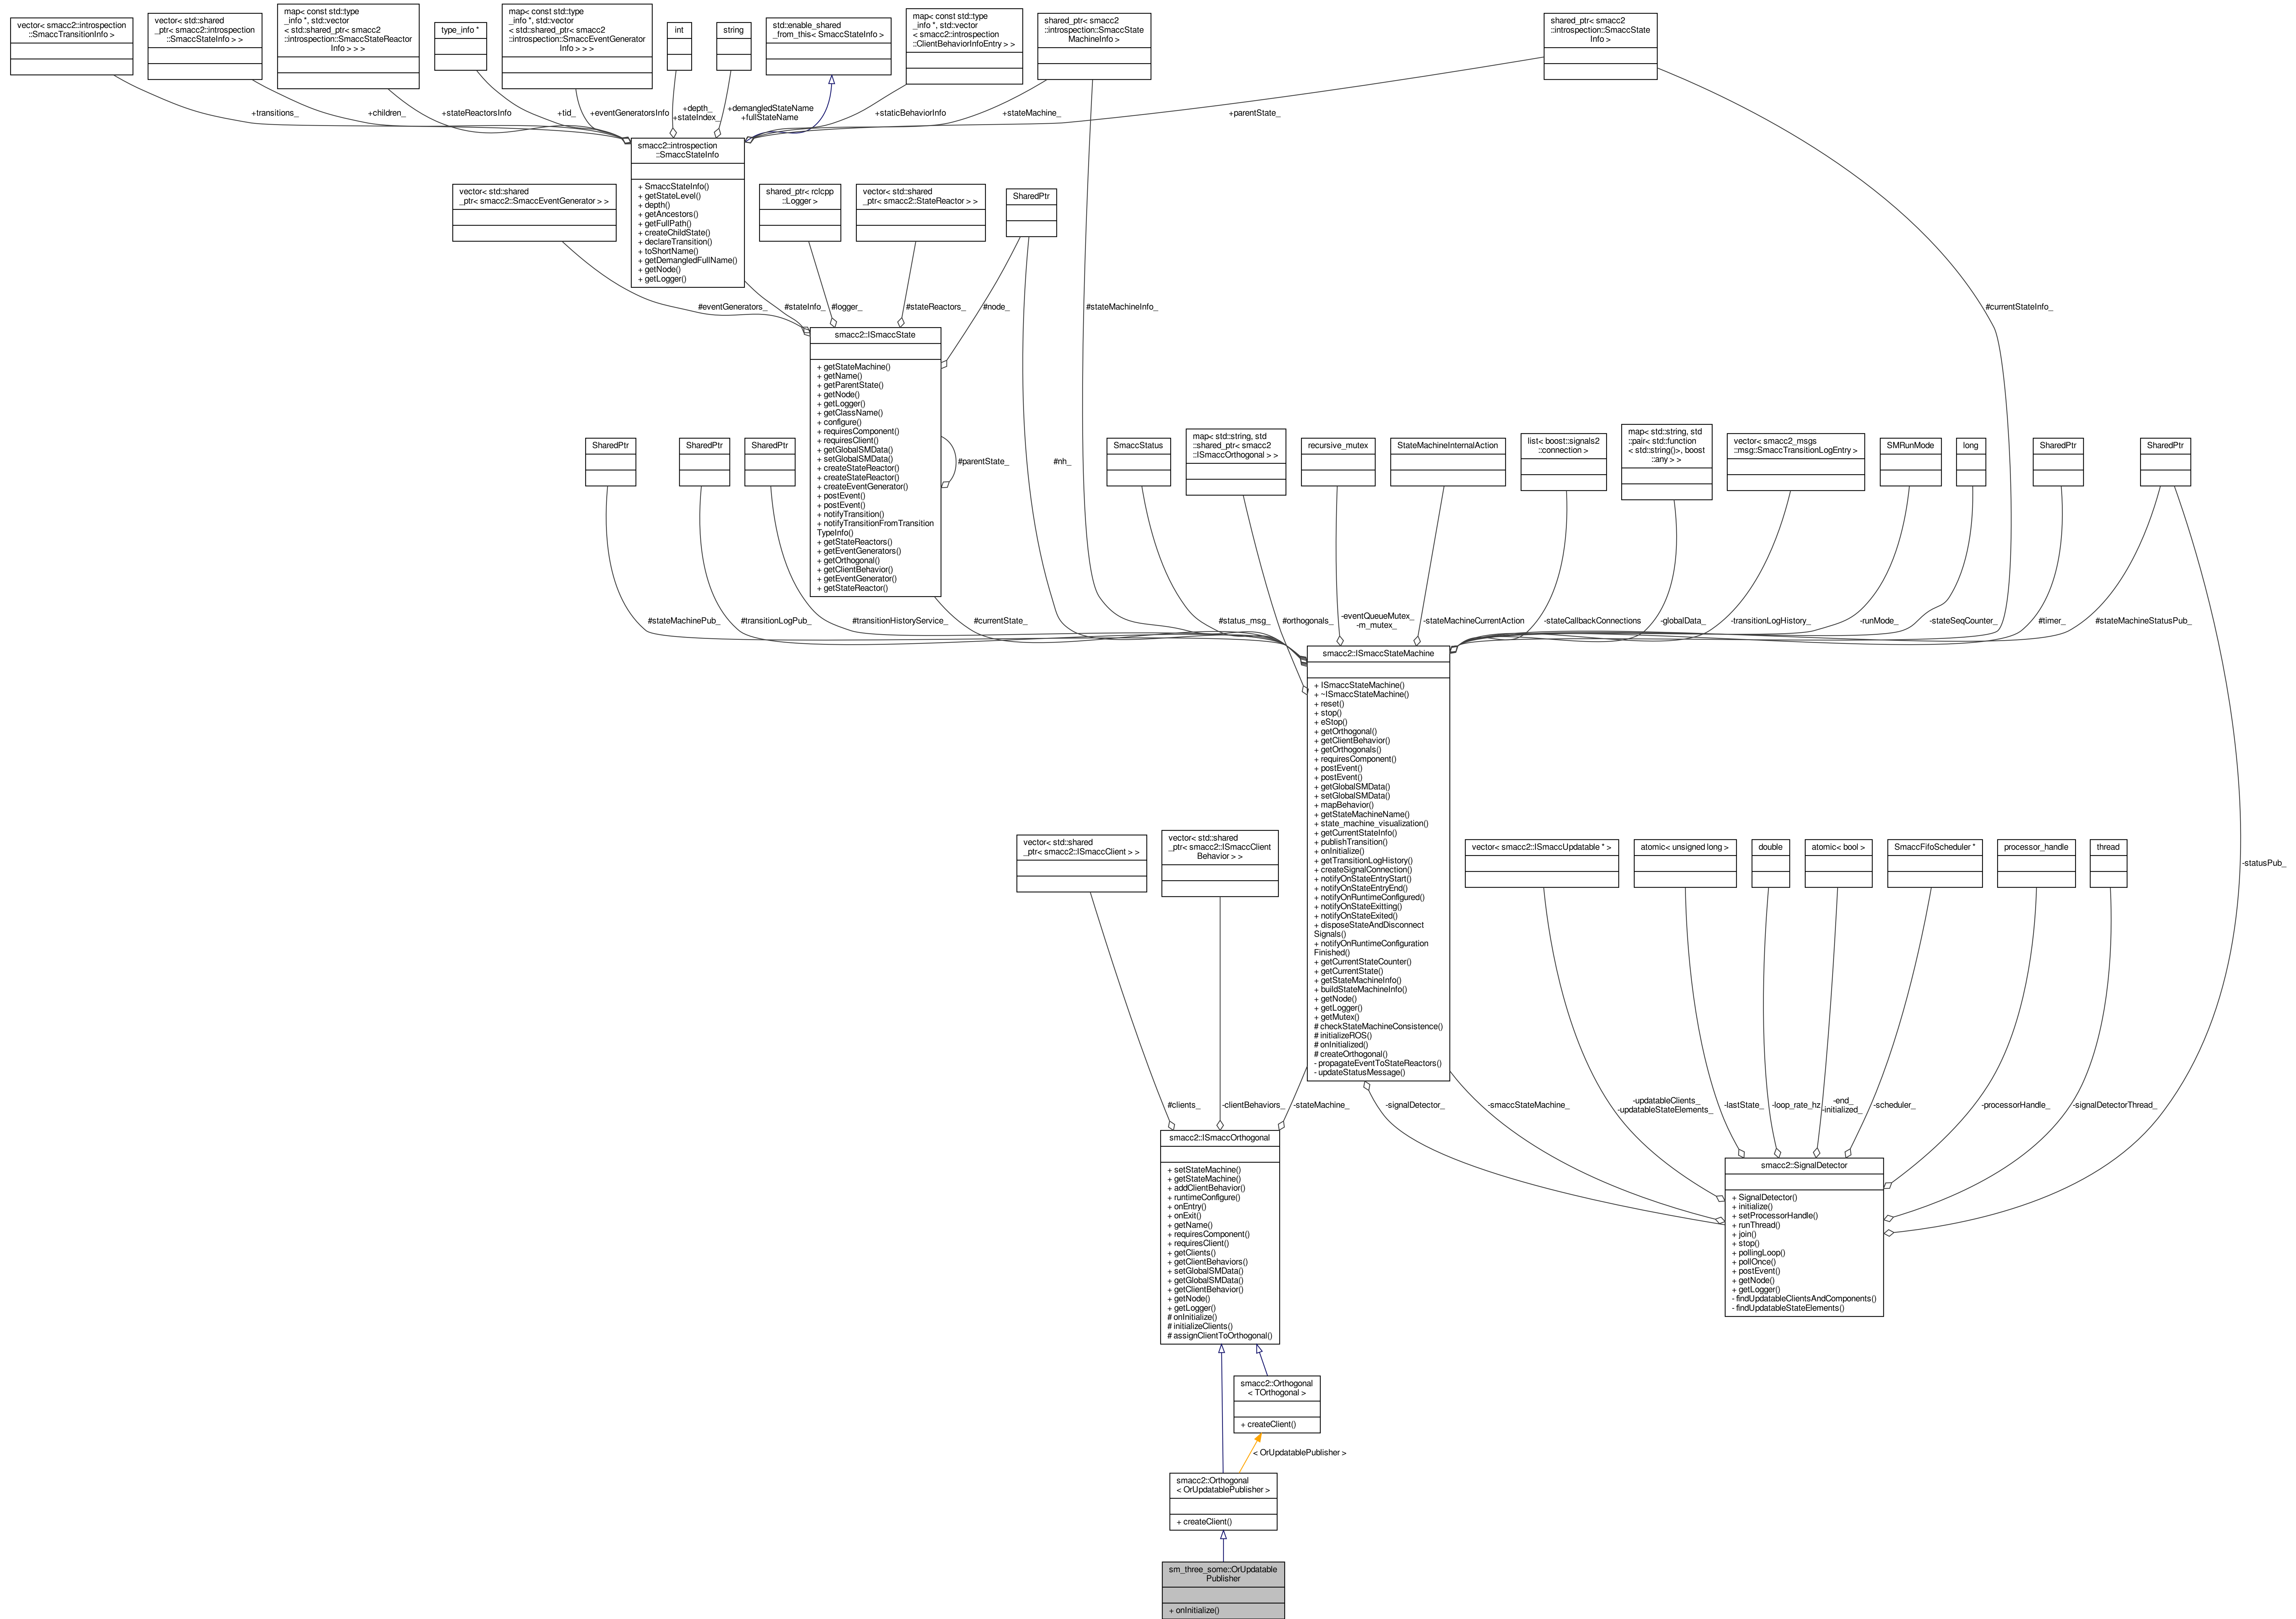 vector< smacc2::introspection
::SmaccTransitionInfo >
vector< std::shared
_ptr< smacc2::introspection
::SmaccStateInfo > >
map< const std::type
_info *, std::vector
< std::shared_ptr< smacc2
::introspection::SmaccStateReactor
Info > > >
type_info *
map< const std::type
_info *, std::vector
< std::shared_ptr< smacc2
::introspection::SmaccEventGenerator
Info > > >
int
string
std::enable_shared
_from_this< SmaccStateInfo >
map< const std::type
_info *, std::vector
< smacc2::introspection
::ClientBehaviorInfoEntry > >
shared_ptr< smacc2
::introspection::SmaccState
MachineInfo >
shared_ptr< smacc2
::introspection::SmaccState
Info >
+transitions_
+children_
+stateReactorsInfo
+tid_
+eventGeneratorsInfo
+depth_
+stateIndex_
+demangledStateName
+fullStateName
+staticBehaviorInfo
+stateMachine_
+parentState_
smacc2::introspection
::SmaccStateInfo
+ SmaccStateInfo()
+ getStateLevel()
+ depth()
+ getAncestors()
+ getFullPath()
+ createChildState()
+ declareTransition()
+ toShortName()
+ getDemangledFullName()
+ getNode()
+ getLogger()
vector< std::shared
_ptr< smacc2::SmaccEventGenerator > >
shared_ptr< rclcpp
::Logger >
vector< std::shared
_ptr< smacc2::StateReactor > >
SharedPtr
#eventGenerators_
#stateInfo_
#logger_
#stateReactors_
#node_
#stateMachineInfo_
#currentStateInfo_
smacc2::ISmaccState
+ getStateMachine()
+ getName()
+ getParentState()
+ getNode()
+ getLogger()
+ getClassName()
+ configure()
+ requiresComponent()
+ requiresClient()
+ getGlobalSMData()
+ setGlobalSMData()
+ createStateReactor()
+ createStateReactor()
+ createEventGenerator()
+ postEvent()
+ postEvent()
+ notifyTransition()
+ notifyTransitionFromTransition
TypeInfo()
+ getStateReactors()
+ getEventGenerators()
+ getOrthogonal()
+ getClientBehavior()
+ getEventGenerator()
+ getStateReactor()
#parentState_
#nh_
SharedPtr
SharedPtr
SharedPtr
SmaccStatus
map< std::string, std
::shared_ptr< smacc2
::ISmaccOrthogonal > >
recursive_mutex
StateMachineInternalAction
list< boost::signals2
::connection >
map< std::string, std
::pair< std::function
< std::string()>, boost
::any > >
vector< smacc2_msgs
::msg::SmaccTransitionLogEntry >
SMRunMode
long
SharedPtr
SharedPtr
#stateMachinePub_
#transitionLogPub_
#transitionHistoryService_
#currentState_
#status_msg_
#orthogonals_
-eventQueueMutex_
-m_mutex_
-stateMachineCurrentAction
-stateCallbackConnections
-globalData_
-transitionLogHistory_
-runMode_
-stateSeqCounter_
#timer_
#stateMachineStatusPub_
smacc2::ISmaccStateMachine
+ ISmaccStateMachine()
+ ~ISmaccStateMachine()
+ reset()
+ stop()
+ eStop()
+ getOrthogonal()
+ getClientBehavior()
+ getOrthogonals()
+ requiresComponent()
+ postEvent()
+ postEvent()
+ getGlobalSMData()
+ setGlobalSMData()
+ mapBehavior()
+ getStateMachineName()
+ state_machine_visualization()
+ getCurrentStateInfo()
+ publishTransition()
+ onInitialize()
+ getTransitionLogHistory()
+ createSignalConnection()
+ notifyOnStateEntryStart()
+ notifyOnStateEntryEnd()
+ notifyOnRuntimeConfigured()
+ notifyOnStateExitting()
+ notifyOnStateExited()
+ disposeStateAndDisconnect
Signals()
+ notifyOnRuntimeConfiguration
Finished()
+ getCurrentStateCounter()
+ getCurrentState()
+ getStateMachineInfo()
+ buildStateMachineInfo()
+ getNode()
+ getLogger()
+ getMutex()
# checkStateMachineConsistence()
# initializeROS()
# onInitialized()
# createOrthogonal()
- propagateEventToStateReactors()
- updateStatusMessage()
vector< std::shared
_ptr< smacc2::ISmaccClient > >
vector< std::shared
_ptr< smacc2::ISmaccClient
Behavior > >
vector< smacc2::ISmaccUpdatable * >
atomic< unsigned long >
double
atomic< bool >
SmaccFifoScheduler *
processor_handle
thread
-statusPub_
#clients_
-clientBehaviors_
-stateMachine_
-signalDetector_
-smaccStateMachine_
-updatableClients_
-updatableStateElements_
-lastState_
-loop_rate_hz
-end_
-initialized_
-scheduler_
-processorHandle_
-signalDetectorThread_
smacc2::ISmaccOrthogonal
+ setStateMachine()
+ getStateMachine()
+ addClientBehavior()
+ runtimeConfigure()
+ onEntry()
+ onExit()
+ getName()
+ requiresComponent()
+ requiresClient()
+ getClients()
+ getClientBehaviors()
+ setGlobalSMData()
+ getGlobalSMData()
+ getClientBehavior()
+ getNode()
+ getLogger()
# onInitialize()
# initializeClients()
# assignClientToOrthogonal()
smacc2::SignalDetector
+ SignalDetector()
+ initialize()
+ setProcessorHandle()
+ runThread()
+ join()
+ stop()
+ pollingLoop()
+ pollOnce()
+ postEvent()
+ getNode()
+ getLogger()
- findUpdatableClientsAndComponents()
- findUpdatableStateElements()
smacc2::Orthogonal
< TOrthogonal >
+ createClient()
< OrUpdatablePublisher >
smacc2::Orthogonal
< OrUpdatablePublisher >
+ createClient()
sm_three_some::OrUpdatable
Publisher
+ onInitialize()